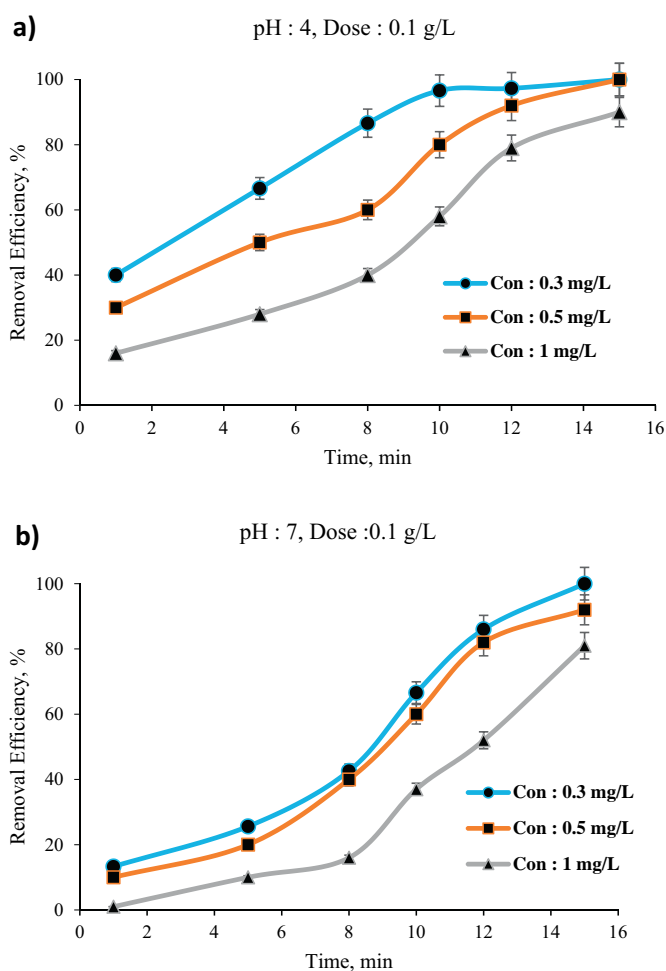 a)
pH : 4, Dose : 0.1 g/L
Removal Efficiency, %
100
80
60
40
20
0
Con : 0.3 mg/L
Con : 0.5 mg/L
Con : 1 mg/L
0 2 4 6 8 10 12 14 16
Time, min
b)
pH : 7, Dose :0.1 g/L
Removal Efficiency, %
100
80
60
40
20
0
Con : 0.3 mg/L
Con : 0.5 mg/L
Con : 1 mg/L
0 2 4 6 8 10 12 14 16
Time, min